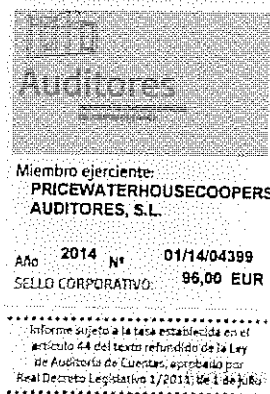 Auditores
Miembro ejerciente:
PRICEWATERHOUSECOOPERS
AUDITORES, S.L.
Año 2014 Nº 01/14/04399
SELLO CORPORATIVO: 96,00 EUR
Informe sujeto a la tasa establecida en el
artículo 44 del texto refundido de la Ley
de Auditoría de Cuentas, aprobado por
Real Decreto Legislativo 1/2011, de 1 de julio